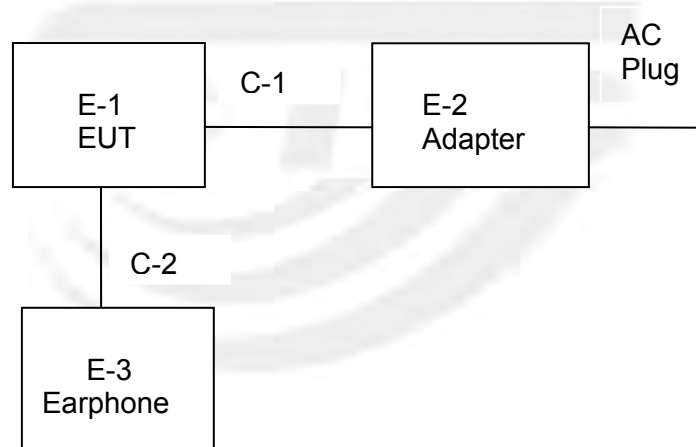 AC
Plug
C-1
E-1
EUT
E-2
Adapter
C-2
E-3
Earphone